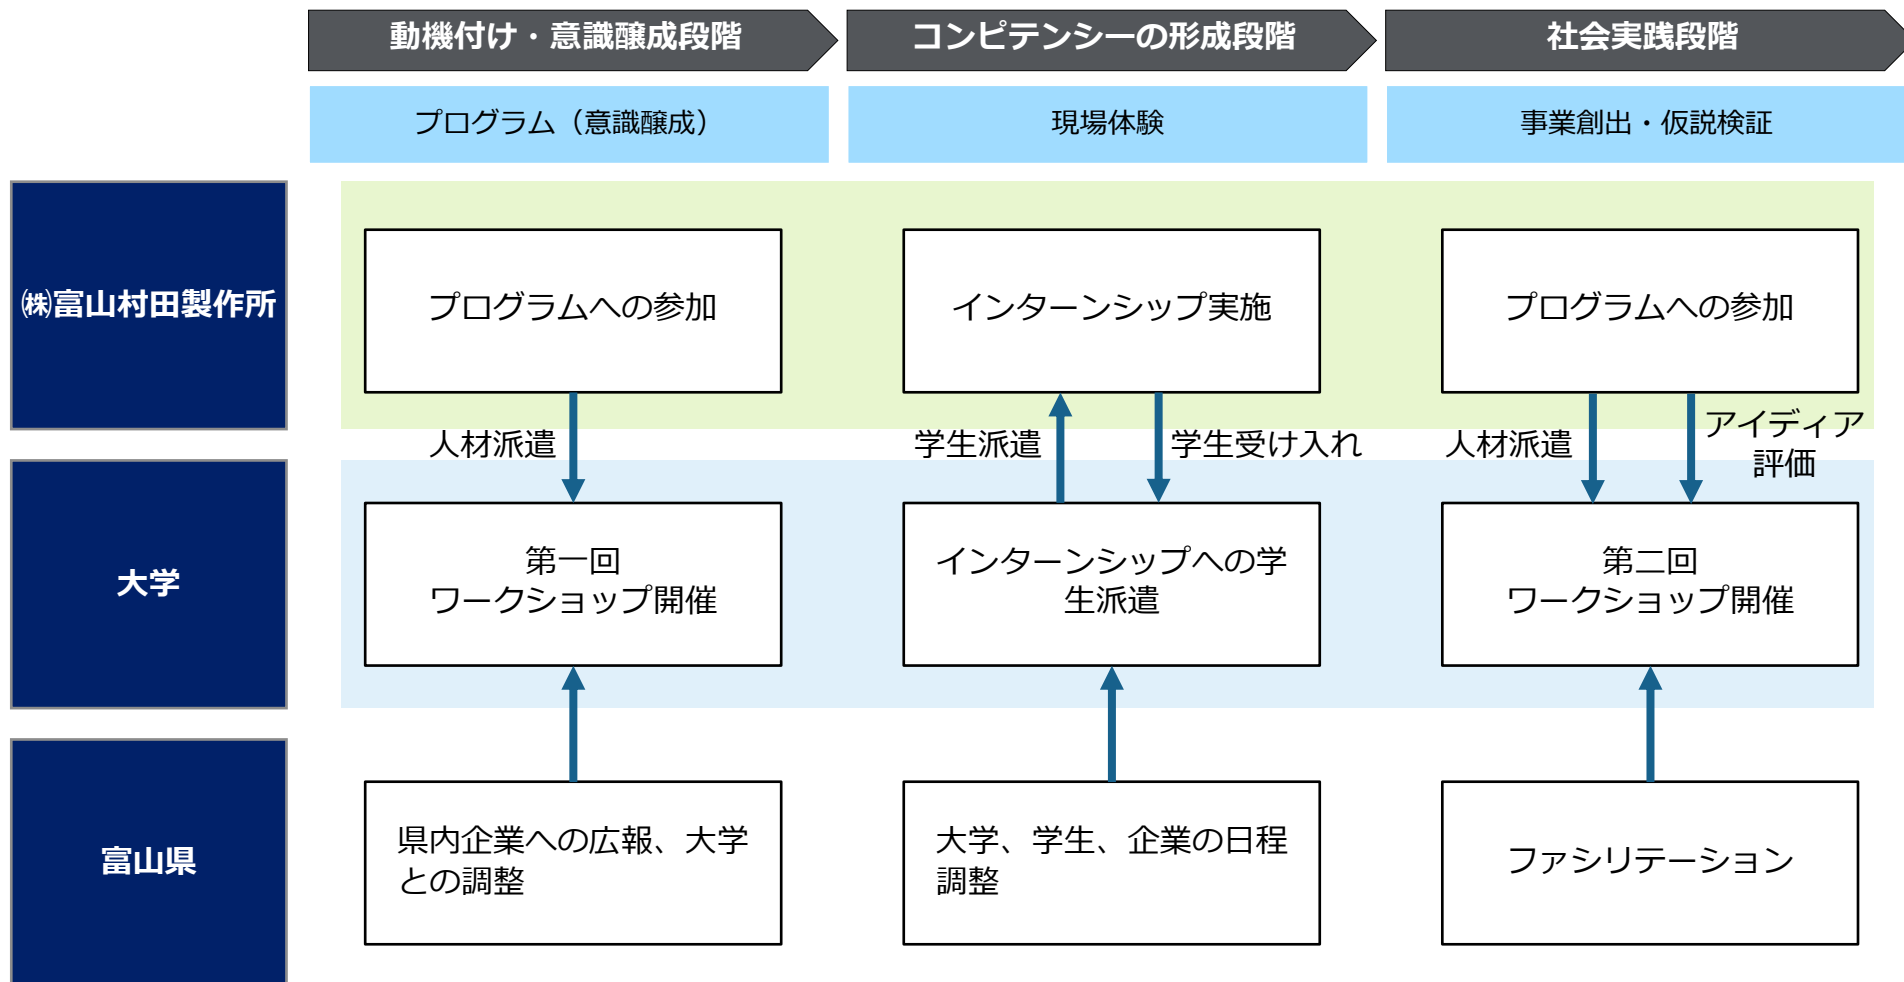 動機付け・意識醸成段階
コンピテンシーの形成段階
社会実践段階
プログラム（意識醸成）
現場体験
事業創出・仮説検証
㈱富山村田製作所
プログラムへの参加
インターンシップ実施
プログラムへの参加
人材派遣
学生派遣
学生受け入れ
人材派遣
アイディア
評価
大学
第一回
ワークショップ開催
インターンシップへの学
生派遣
第二回
ワークショップ開催
富山県
県内企業への広報、大学
との調整
大学、学生、企業の日程
調整
ファシリテーション